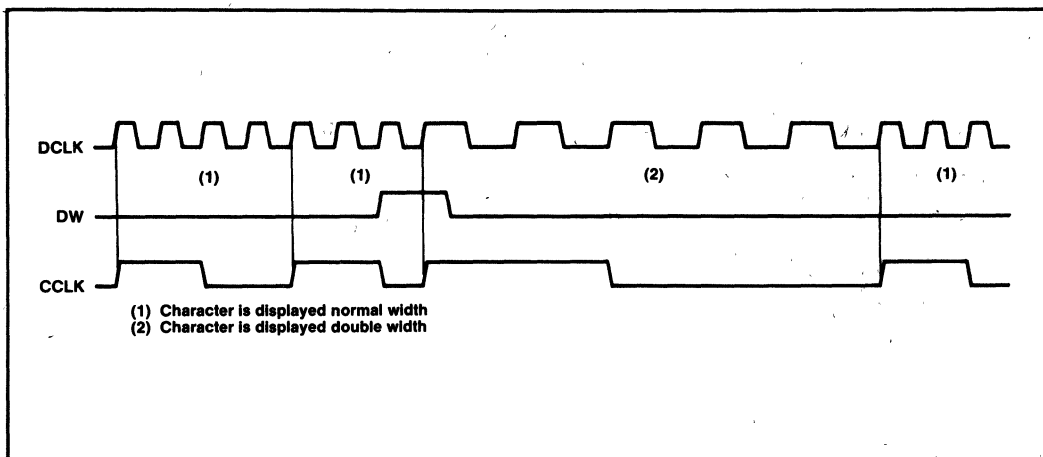 DCLK
(1) (1) (2) (1)
DW
CCLK
(1) Character is displayed normal width
(2) Character is displayed double width